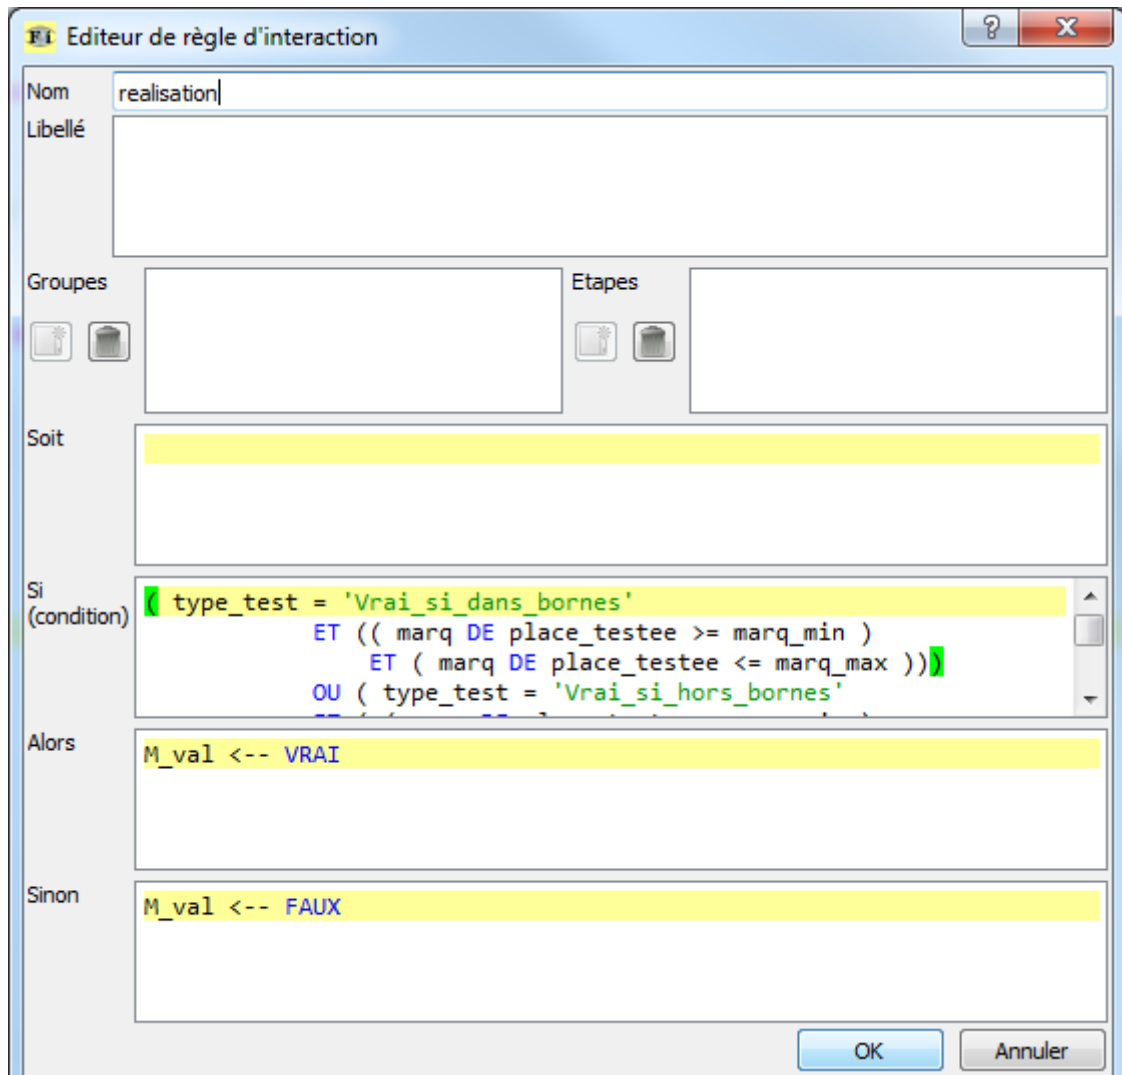 Editeur de règle d'interaction
Nom realisation
Libellé
Groupes Etapes
Soit
Si
(condition)
( type_test = 'Vrai_si_dans_bornes'
ET (( marq DE place_testee >= marq_min )
ET ( marq DE place_testee <= marq_max )))
OU ( type_test = 'Vrai_si_hors_bornes'
Alors
M_val <-- VRAI
Sinon
M_val <-- FAUX
OK Annuler